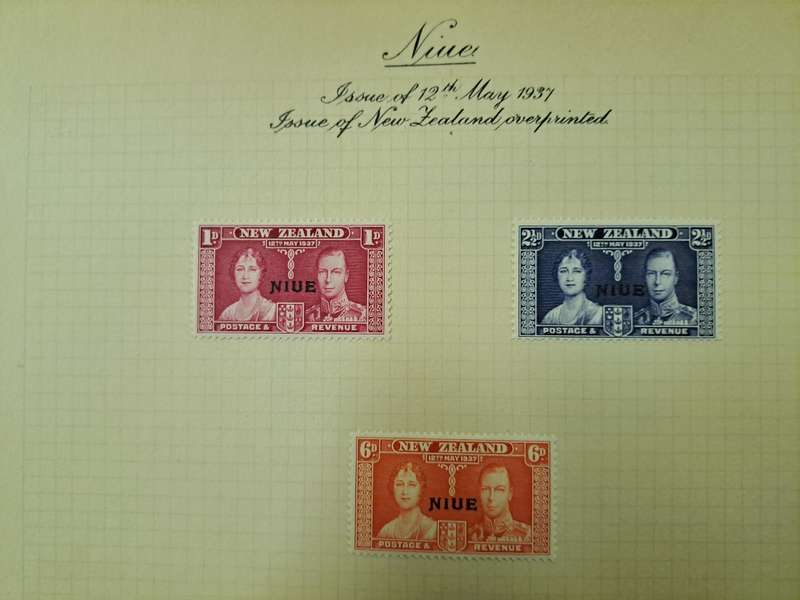 Niue
Issue of 12th May 1937
Issue of New Zealand overprinted.
1D NEW ZEALAND 1D
12TH MAY 1937
NIUE
POSTAGE & REVENUE
2½D NEW ZEALAND 2½D
12TH MAY 1937
NIUE
POSTAGE & REVENUE
6D NEW ZEALAND 6D
12TH MAY 1937
NIUE
POSTAGE & REVENUE